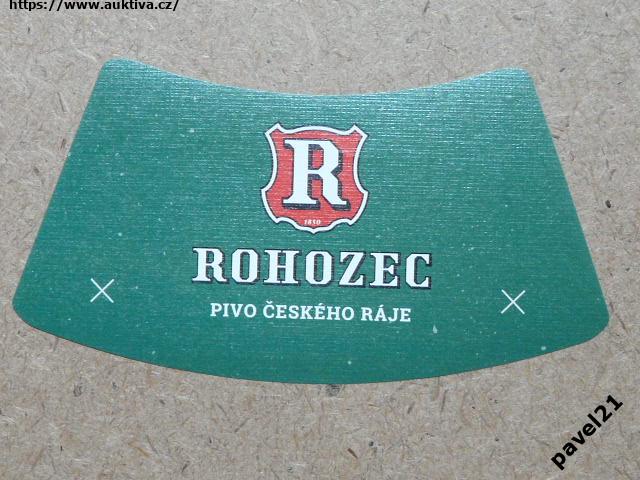 https://www.auktiva.cz/
R
1850
ROHOZEC
PIVO ČESKÉHO RÁJE
pavel21